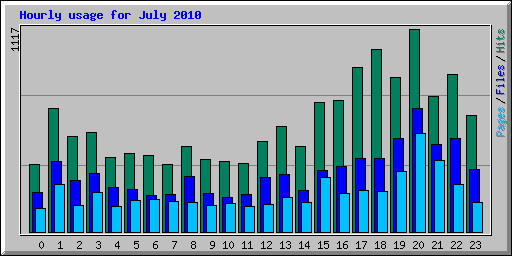 Hourly usage for July 2010
1117
Pages/Files/Hits
0 1 2 3 4 5 6 7 8 9 10 11 12 13 14 15 16 17 18 19 20 21 22 23